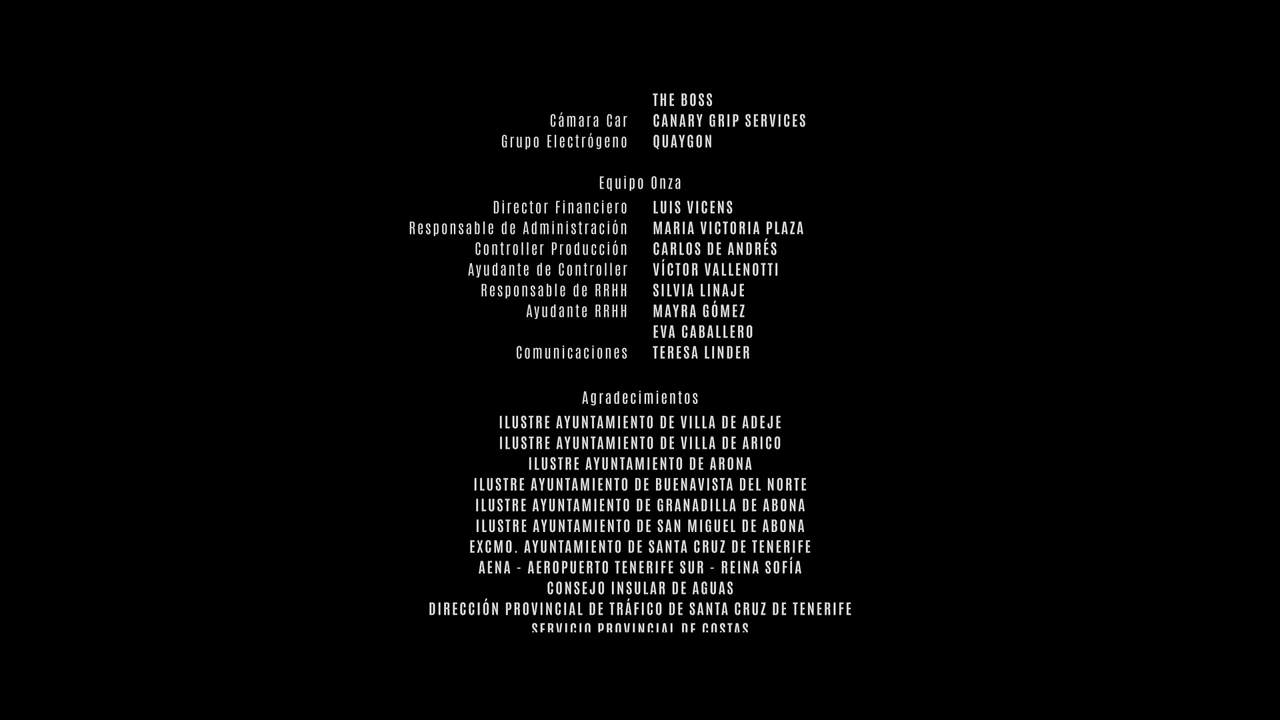 THE BOSS
Cámara Car CANARY GRIP SERVICES
Grupo Electrógeno QUAYGON
Equipo Onza
Director Financiero LUIS VICENS
Responsable de Administración MARIA VICTORIA PLAZA
Controller Producción CARLOS DE ANDRÉS
Ayudante de Controller VÍCTOR VALLENOTTI
Responsable de RRHH SILVIA LINAJE
Ayudante RRHH MAYRA GÓMEZ
EVA CABALLERO
Comunicaciones TERESA LINDER
Agradecimientos
ILUSTRE AYUNTAMIENTO DE VILLA DE ADEJE
ILUSTRE AYUNTAMIENTO DE VILLA DE ARICO
ILUSTRE AYUNTAMIENTO DE ARONA
ILUSTRE AYUNTAMIENTO DE BUENAVISTA DEL NORTE
ILUSTRE AYUNTAMIENTO DE GRANADILLA DE ABONA
ILUSTRE AYUNTAMIENTO DE SAN MIGUEL DE ABONA
EXCMO. AYUNTAMIENTO DE SANTA CRUZ DE TENERIFE
AENA - AEROPUERTO TENERIFE SUR - REINA SOFÍA
CONSEJO INSULAR DE AGUAS
DIRECCIÓN PROVINCIAL DE TRÁFICO DE SANTA CRUZ DE TENERIFE
SERVICIO PROVINCIAL DE COSTAS